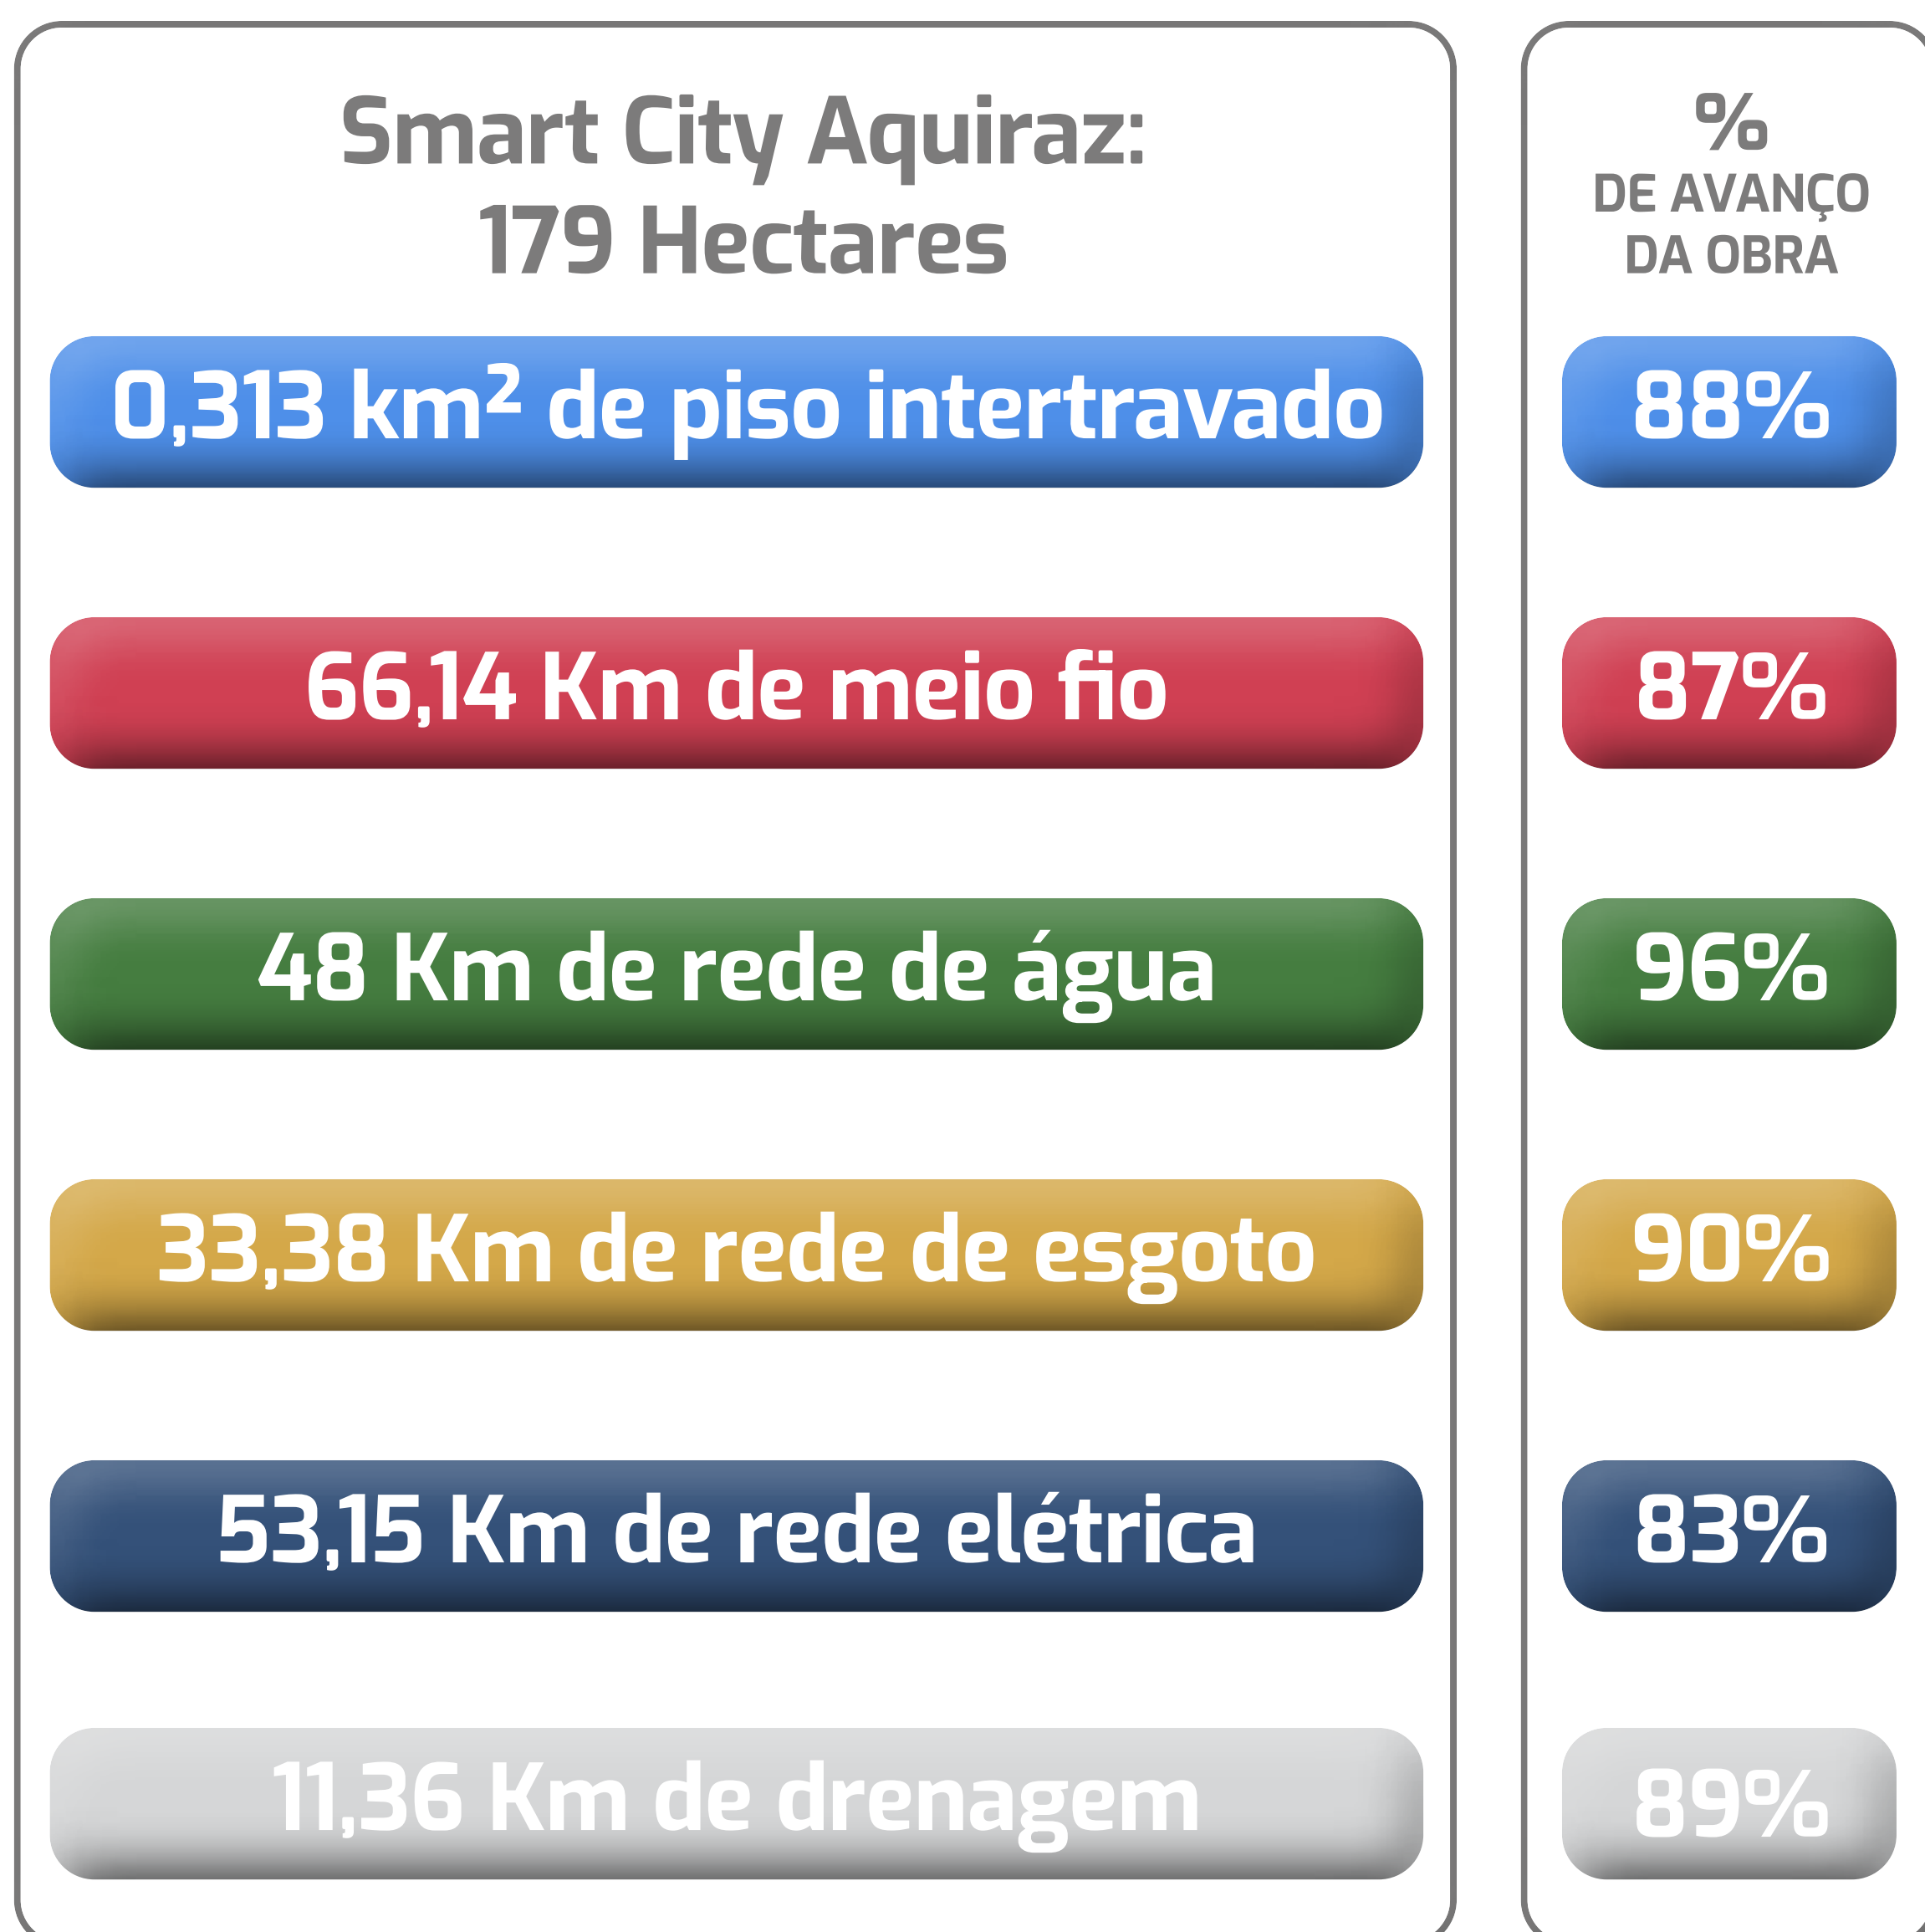 Smart City Aquiraz:
179 Hectares
%
DE AVANÇO
DA OBRA
0,313 km² de piso intertravado
88%
66,14 Km de meio fio
87%
48 Km de rede de água
96%
33,38 Km de rede de esgoto
90%
53,15 Km de rede elétrica
83%
11,36 Km de drenagem
89%